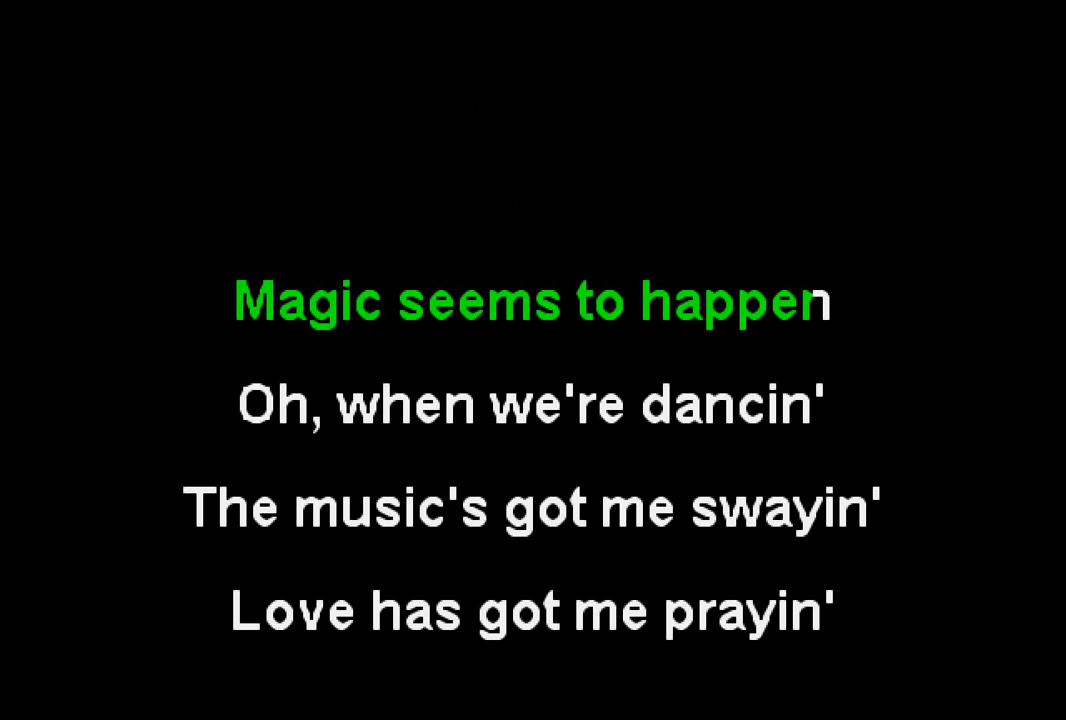 Magic seems to happen
Oh, when we're dancin'
The music's got me swayin'
Love has got me prayin'